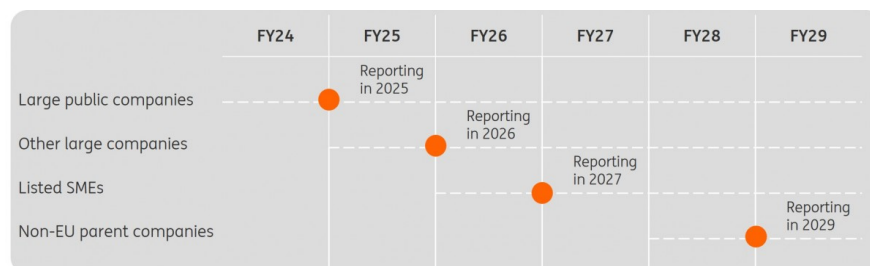 FY24 FY25 FY26 FY27 FY28 FY29
Reporting
in 2025
Large public companies
Reporting
in 2026
Other large companies
Reporting
in 2027
Listed SMEs
Reporting
in 2029
Non-EU parent companies